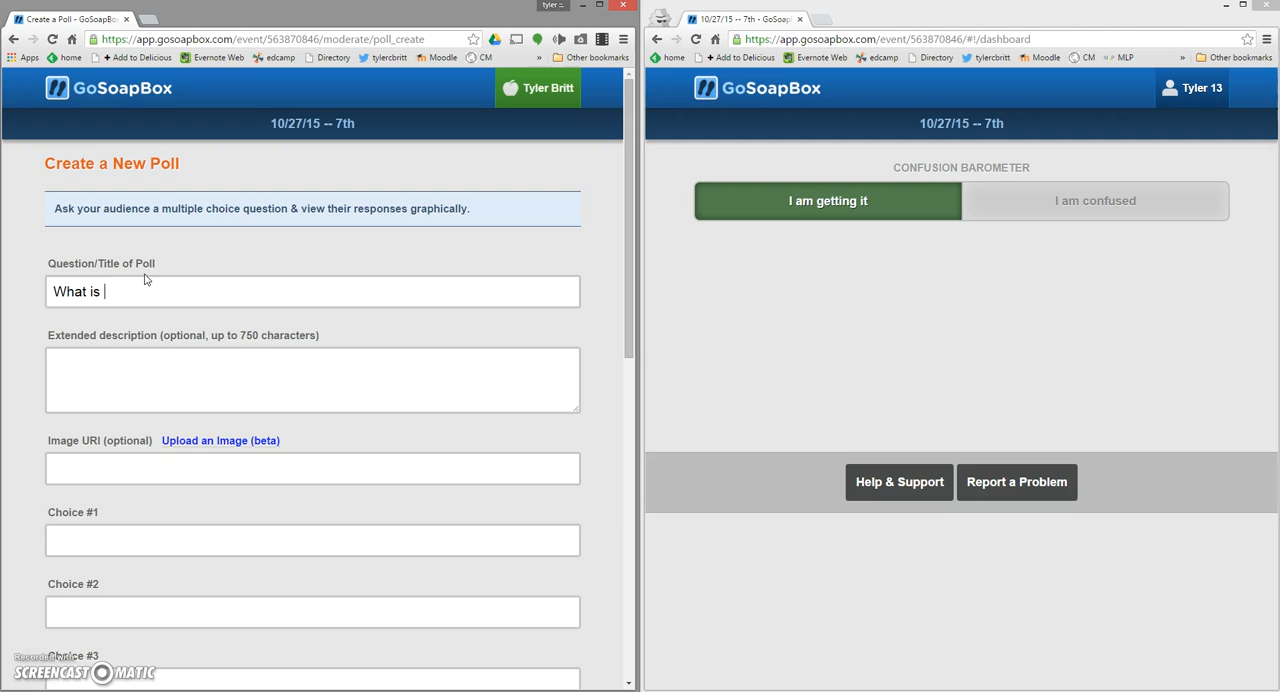 tyler ::
Create a Poll - GoSoapBo
https://app.gosoapbox.com/event/563870846/moderate/poll_create
Apps
home
+ Add to Delicious
Evernote Web
edcamp
Directory
tylercbritt
Moodle
CM
»
Other bookmarks
GoSoapBox
Tyler Britt
10/27/15 -- 7th
Create a New Poll
Ask your audience a multiple choice question & view their responses graphically.
Question/Title of Poll
What is
Extended description (optional, up to 750 characters)
Image URI (optional) Upload an Image (beta)
Choice #1
Choice #2
Choice #3
Recorded with
SCREENCAST-O-MATIC
10/27/15 -- 7th - GoSoapl
https://app.gosoapbox.com/event/563870846/#!/dashboard
home
+ Add to Delicious
Evernote Web
edcamp
Directory
tylercbritt
Moodle
CM
MLP
»
Other bookmarks
GoSoapBox
Tyler 13
10/27/15 -- 7th
CONFUSION BAROMETER
I am getting it
I am confused
Help & Support
Report a Problem